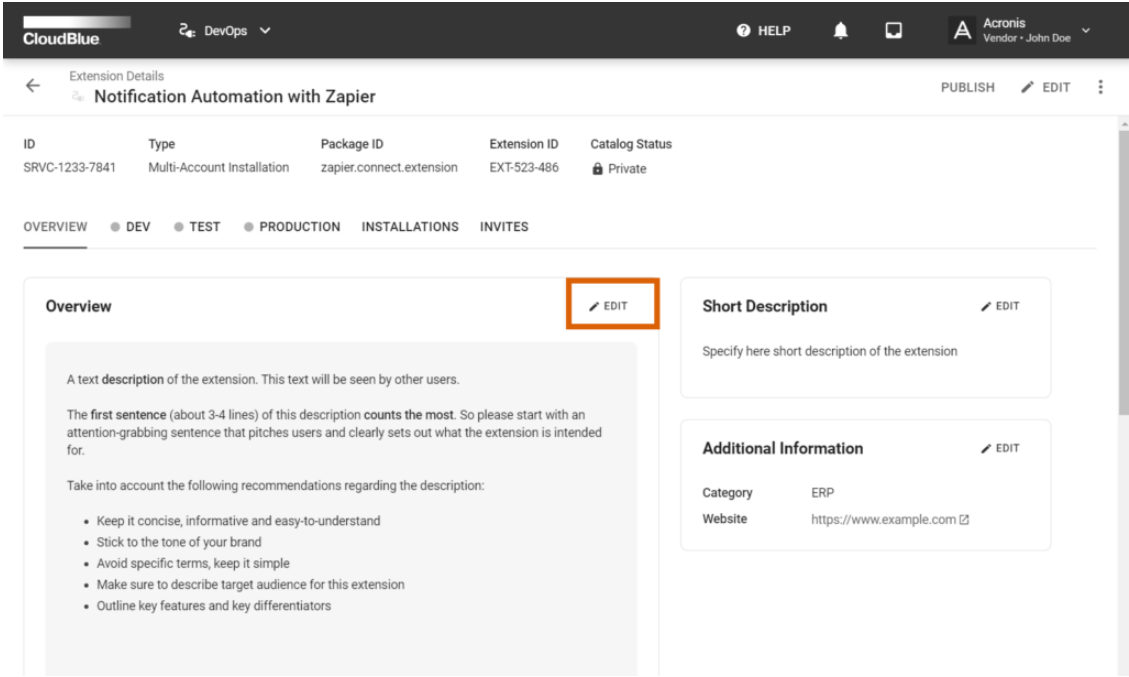 CloudBlue
DevOps
HELP
Acronis
Vendor • John Doe
Extension Details
Notification Automation with Zapier
PUBLISH
EDIT
ID Type Package ID Extension ID Catalog Status
SRVC-1233-7841 Multi-Account Installation zapier.connect.extension EXT-523-486 Private
OVERVIEW DEV TEST PRODUCTION INSTALLATIONS INVITES
Overview
EDIT
A text description of the extension. This text will be seen by other users.
The first sentence (about 3-4 lines) of this description counts the most. So please start with an
attention-grabbing sentence that pitches users and clearly sets out what the extension is intended
for.
Take into account the following recommendations regarding the description:
• Keep it concise, informative and easy-to-understand
• Stick to the tone of your brand
• Avoid specific terms, keep it simple
• Make sure to describe target audience for this extension
• Outline key features and key differentiators
Short Description
EDIT
Specify here short description of the extension
Additional Information
EDIT
Category ERP
Website https://www.example.com